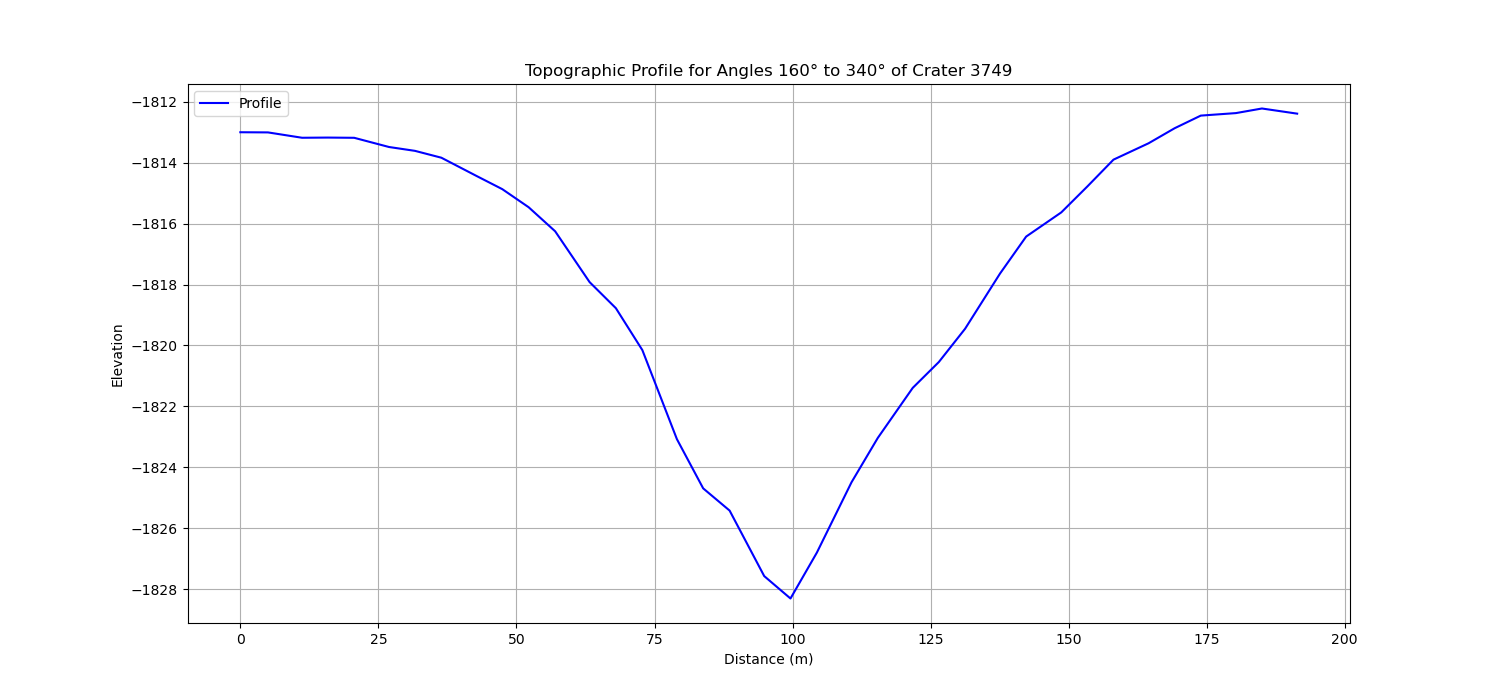 Topographic Profile for Angles 160° to 340° of Crater 3749
Profile
−1812
−1814
−1816
−1818
−1820
−1822
−1824
−1826
−1828
Elevation
0 25 50 75 100 125 150 175 200
Distance (m)